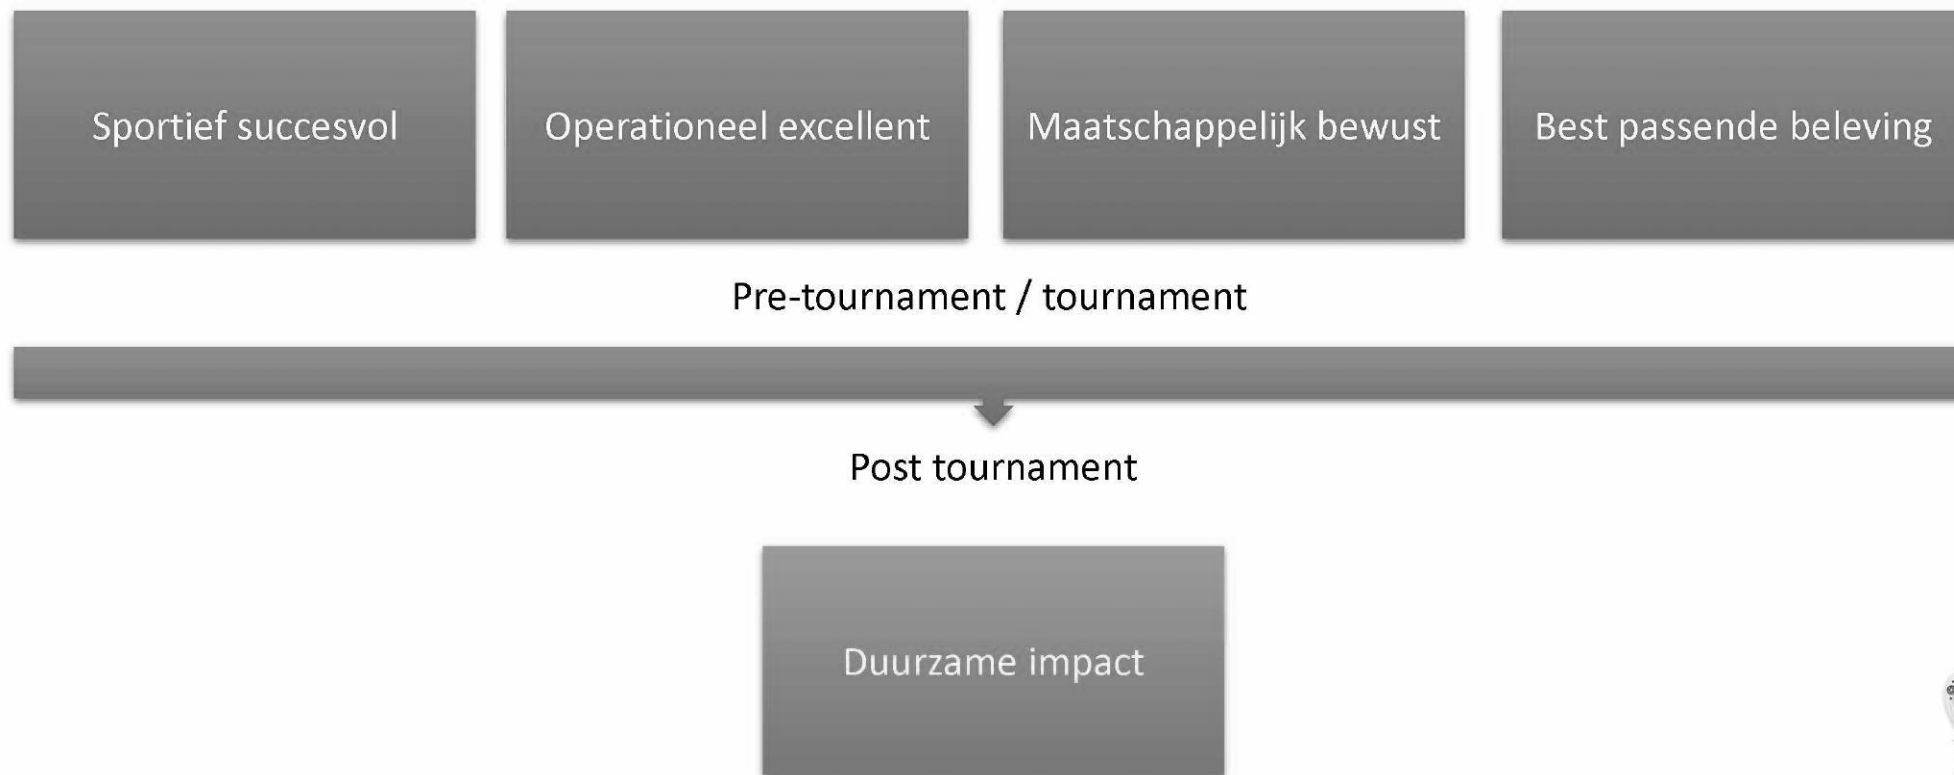 Sportief succesvol
Operationeel excellent
Maatschappelijk bewust
Best passende beleving
Pre-tournament / tournament
Post tournament
Duurzame impact